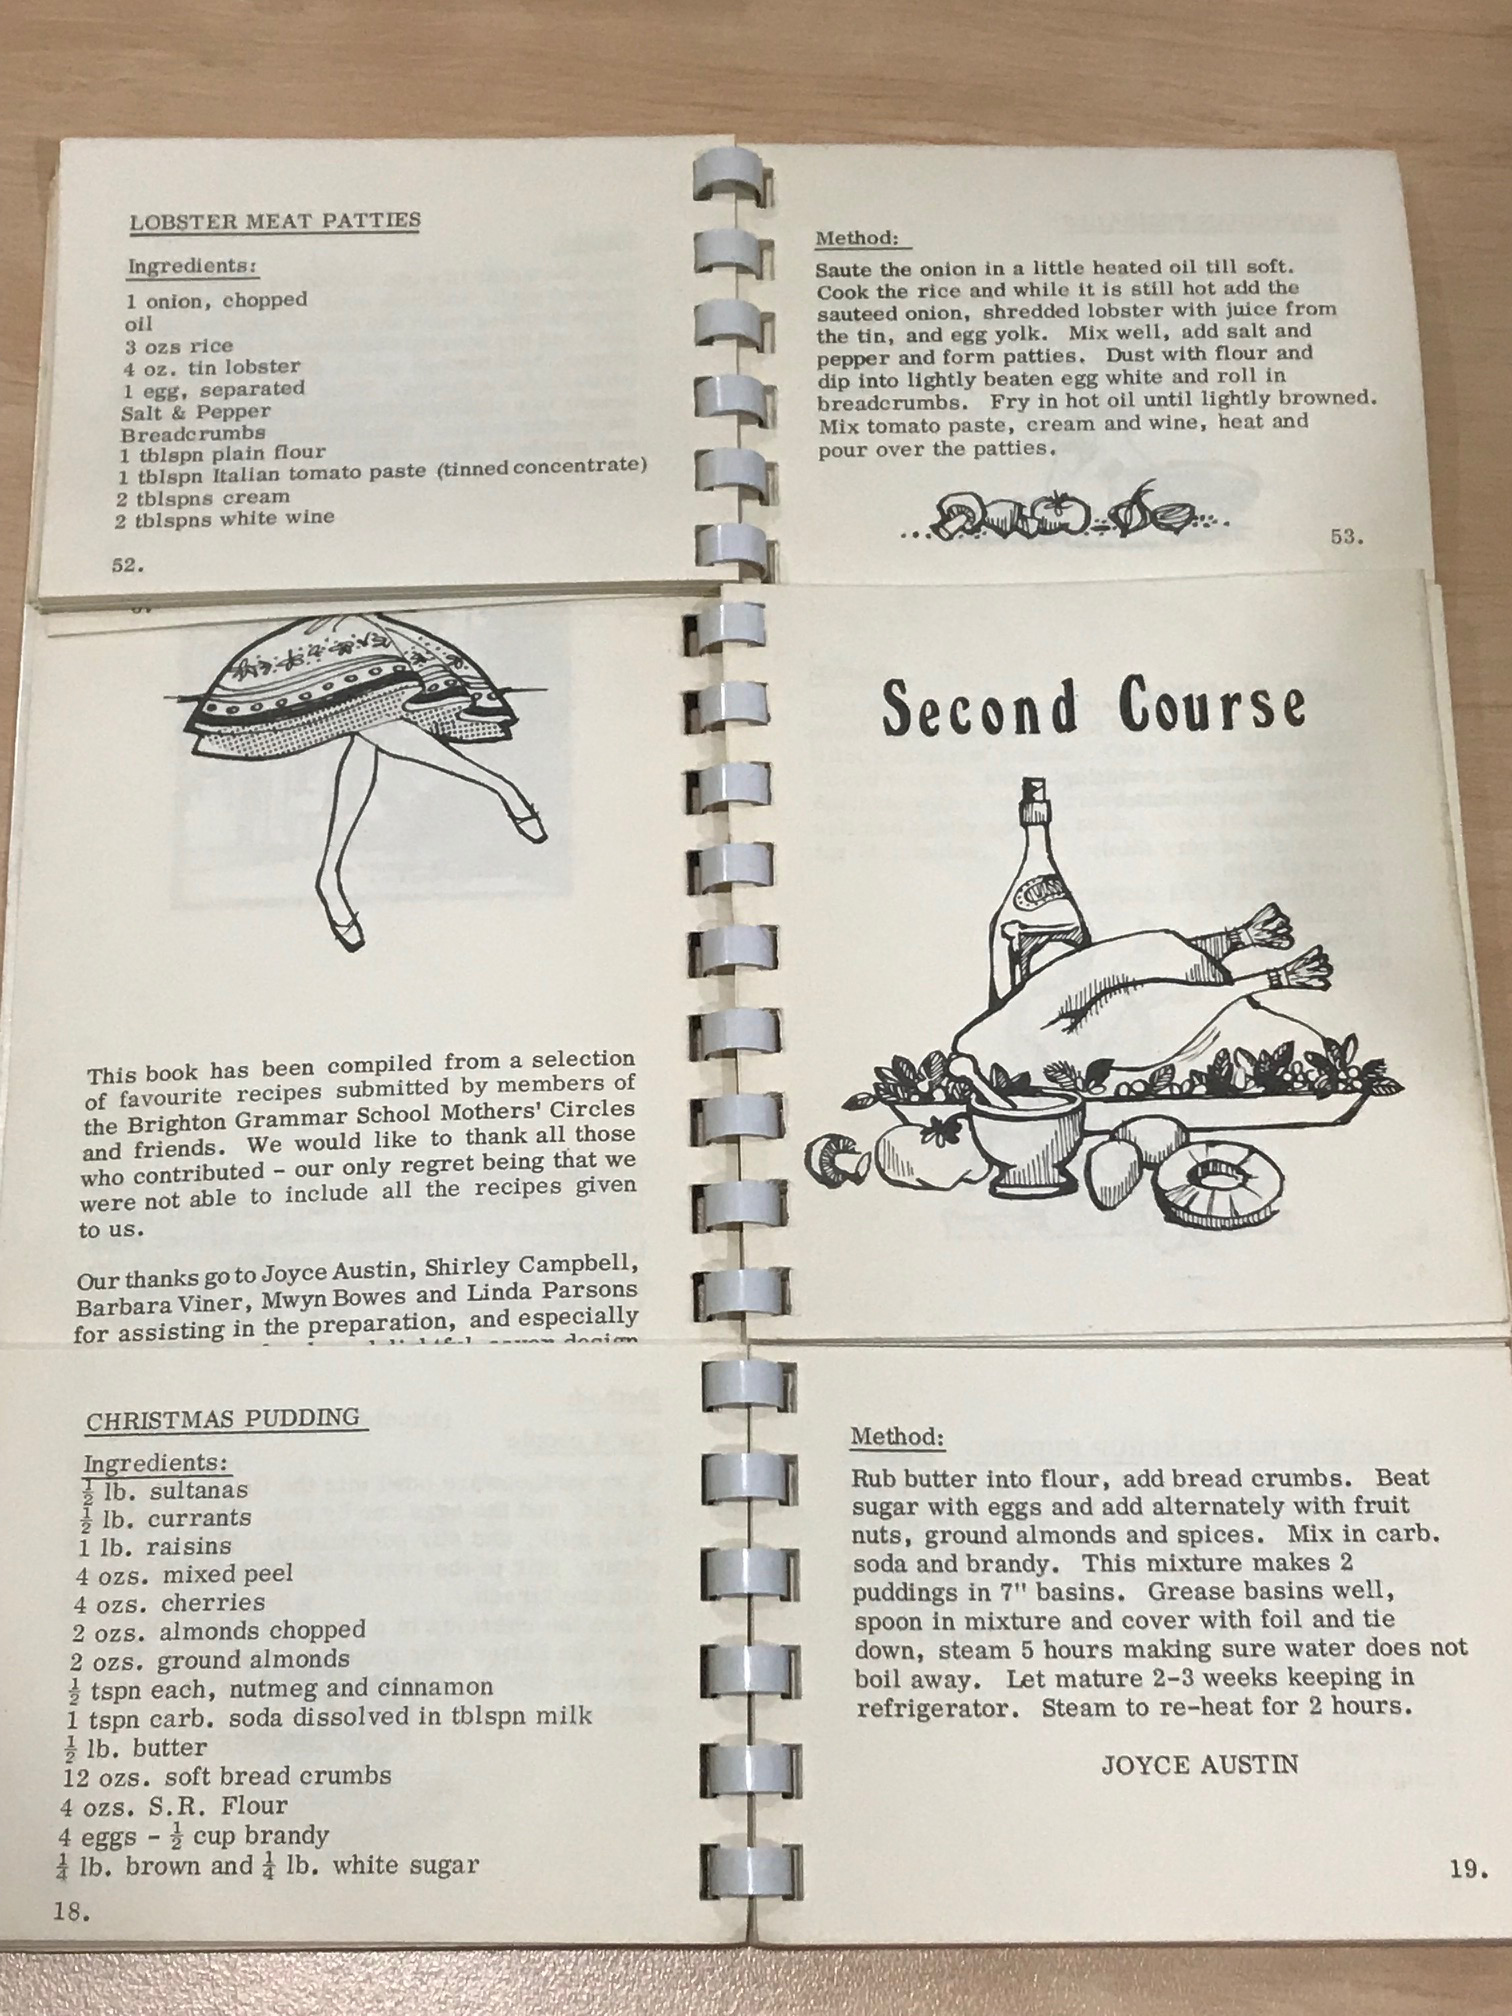 LOBSTER MEAT PATTIES
Ingredients:
1 onion, chopped
oil
3 ozs rice
4 oz. tin lobster
1 egg, separated
Salt & Pepper
Breadcrumbs
1 tblspn plain flour
1 tblspn Italian tomato paste (tinned concentrate)
2 tblspns cream
2 tblspns white wine
52.
Method:
Saute the onion in a little heated oil till soft.
Cook the rice and while it is still hot add the
sauteed onion, shredded lobster with juice from
the tin, and egg yolk. Mix well, add salt and
pepper and form patties. Dust with flour and
dip into lightly beaten egg white and roll in
breadcrumbs. Fry in hot oil until lightly browned.
Mix tomato paste, cream and wine, heat and
pour over the patties.
53.
This book has been compiled from a selection
of favourite recipes submitted by members of
the Brighton Grammar School Mothers' Circles
and friends. We would like to thank all those
who contributed - our only regret being that we
were not able to include all the recipes given
to us.
Our thanks go to Joyce Austin, Shirley Campbell,
Barbara Viner, Mwyn Bowes and Linda Parsons
for assisting in the preparation, and especially
Second Course
CHRISTMAS PUDDING
Ingredients:
½ lb. sultanas
½ lb. currants
1 lb. raisins
4 ozs. mixed peel
4 ozs. cherries
2 ozs. almonds chopped
2 ozs. ground almonds
½ tspn each, nutmeg and cinnamon
1 tspn carb. soda dissolved in tblspn milk
½ lb. butter
12 ozs. soft bread crumbs
4 ozs. S.R. Flour
4 eggs - ½ cup brandy
¼ lb. brown and ¼ lb. white sugar
18.
Method:
Rub butter into flour, add bread crumbs. Beat
sugar with eggs and add alternately with fruit
nuts, ground almonds and spices. Mix in carb.
soda and brandy. This mixture makes 2
puddings in 7" basins. Grease basins well,
spoon in mixture and cover with foil and tie
down, steam 5 hours making sure water does not
boil away. Let mature 2-3 weeks keeping in
refrigerator. Steam to re-heat for 2 hours.
JOYCE AUSTIN
19.